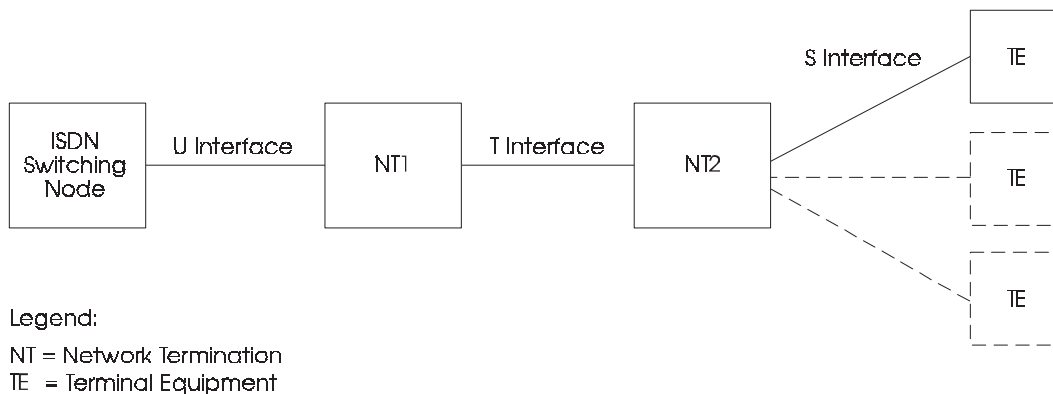 S Interface
TE
ISDN
Switching
Node
U Interface
NT1
T Interface
NT2
TE
TE
Legend:
NT = Network Termination
TE = Terminal Equipment